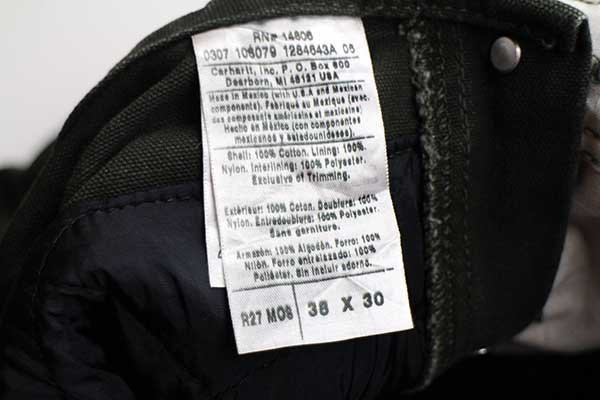 RN# 14806
0307 106079 1284643A 05
Carhartt, Inc. P. O. Box 600
Dearborn, MI 48121 USA
Made in Mexico (with U.S.A and Mexican
components). Fabriqué au Mexique (avec
des composants américains et mexicains)
Hecho en México (con componentes
mexicanos y estadounidenses).
Shell: 100% Cotton. Lining: 100%
Nylon. Interlining: 100% Polyester.
Exclusive of Trimming.
Extérieur: 100% Coton. Doublure: 100%
Nylon. Entredoublure: 100% Polyester.
Sans garniture.
Armazón: 100% Algodón. Forro: 100%
Nilón. Forro entrelazado: 100%
Poliéster. Sin incluir adorno.
R27 MOS 38 X 30